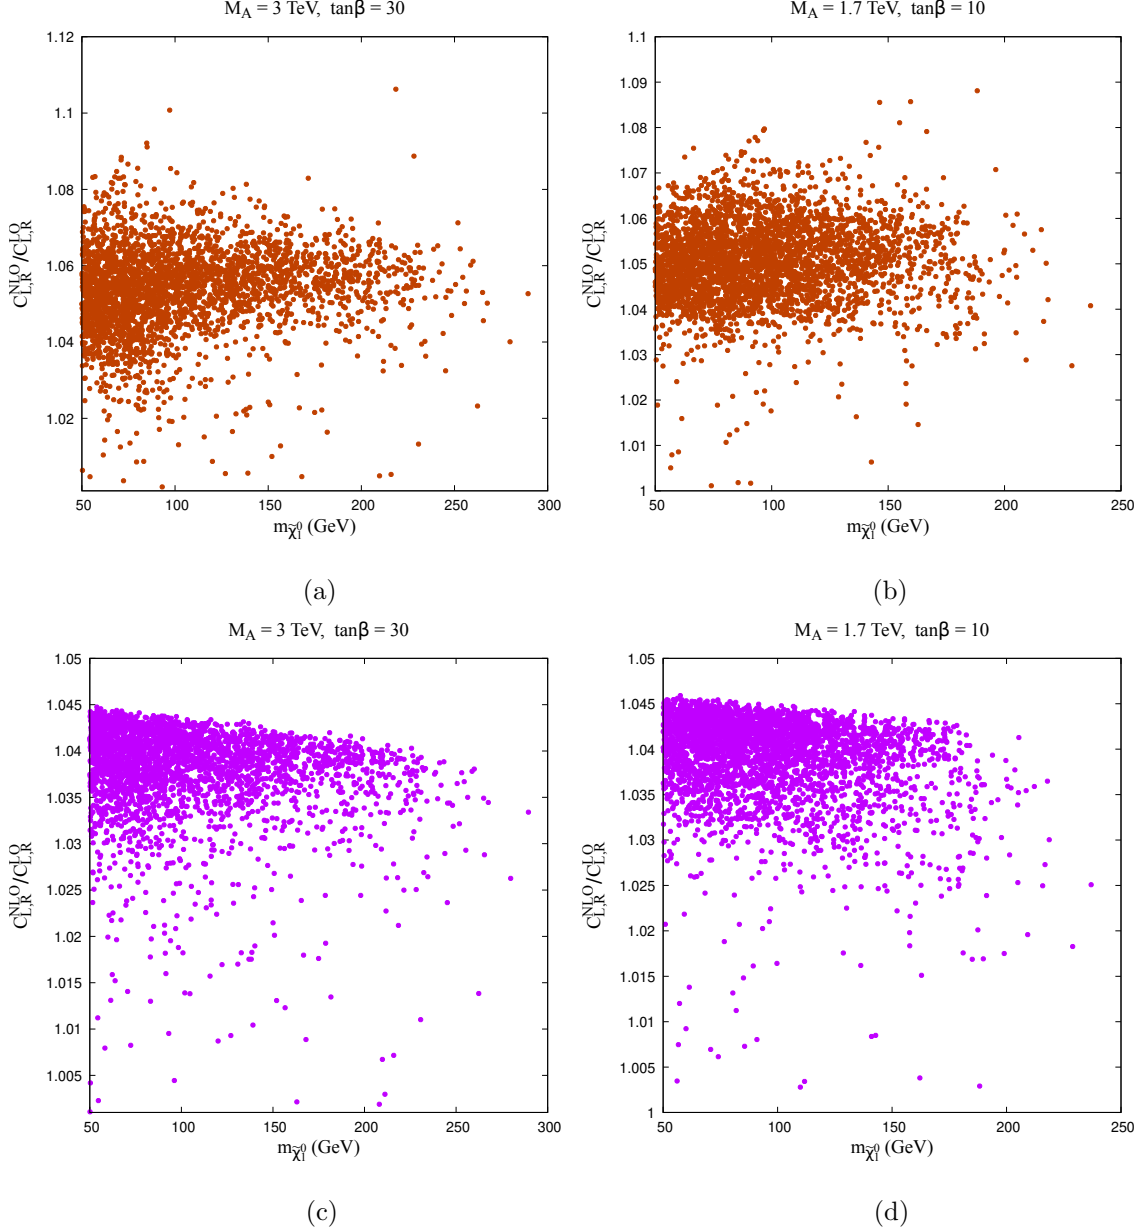 M_A = 3 TeV, tanβ = 30
C_{L,R}^{NLO}/C_{L,R}^{LO}
1.12
1.1
1.08
1.06
1.04
1.02
50 100 150 200 250 300
m_{χ̃_1^0} (GeV)
(a)
M_A = 1.7 TeV, tanβ = 10
C_{L,R}^{NLO}/C_{L,R}^{LO}
1.1
1.09
1.08
1.07
1.06
1.05
1.04
1.03
1.02
1.01
1
50 100 150 200 250
m_{χ̃_1^0} (GeV)
(b)
M_A = 3 TeV, tanβ = 30
C_{L,R}^{NLO}/C_{L,R}^{LO}
1.05
1.045
1.04
1.035
1.03
1.025
1.02
1.015
1.01
1.005
50 100 150 200 250 300
m_{χ̃_1^0} (GeV)
(c)
M_A = 1.7 TeV, tanβ = 10
C_{L,R}^{NLO}/C_{L,R}^{LO}
1.05
1.045
1.04
1.035
1.03
1.025
1.02
1.015
1.01
1.005
1
50 100 150 200 250
m_{χ̃_1^0} (GeV)
(d)